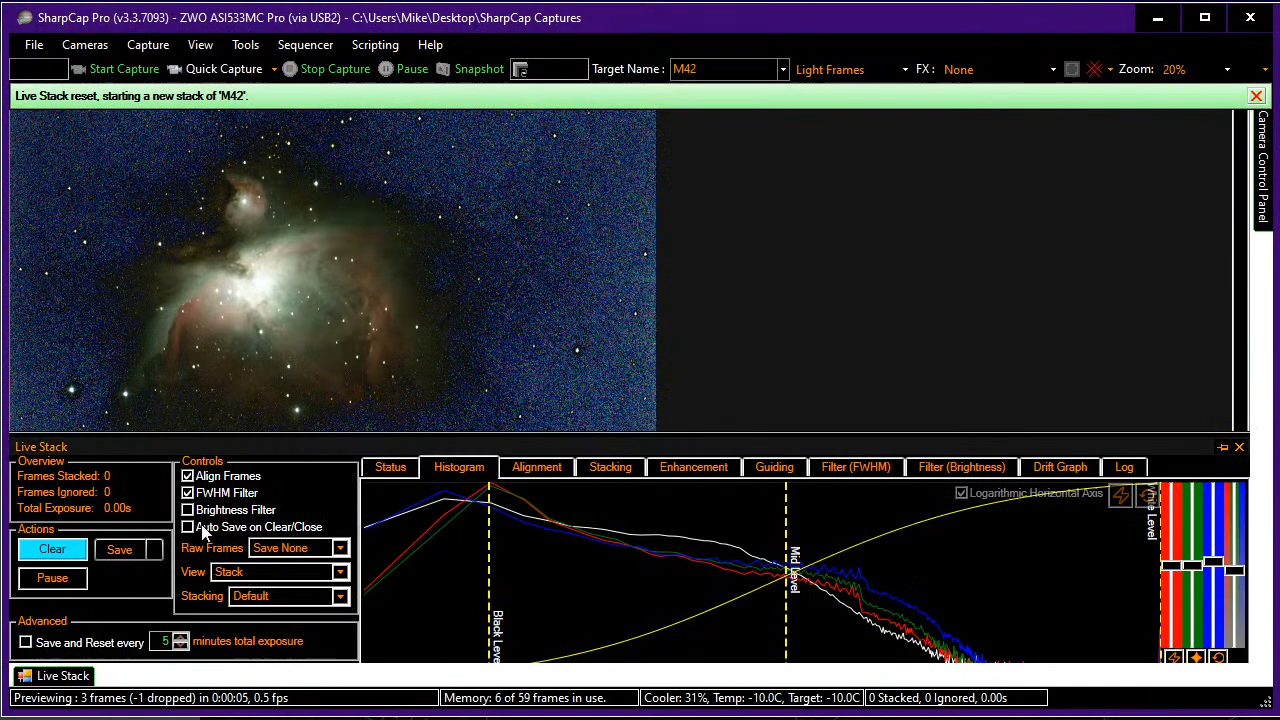 SharpCap Pro (v3.3.7093) - ZWO ASI533MC Pro (via USB2) - C:\Users\Mike\Desktop\SharpCap Captures
File Cameras Capture View Tools Sequencer Scripting Help
Start Capture Quick Capture Stop Capture Pause Snapshot Target Name : M42 Light Frames FX : None Zoom: 20%
Live Stack reset, starting a new stack of 'M42'.
Camera Control Panel
Live Stack
Overview
Frames Stacked: 0
Frames Ignored: 0
Total Exposure: 0.00s
Actions
Clear Save
Pause
Controls
Align Frames
FWHM Filter
Brightness Filter
Auto Save on Clear/Close
Raw Frames Save None
View Stack
Stacking Default
Advanced
Save and Reset every 5 minutes total exposure
Status Histogram Alignment Stacking Enhancement Guiding Filter (FWHM) Filter (Brightness) Drift Graph Log
Logarithmic Horizontal Axis
Black Level
Mid Level
White Level
Live Stack
Previewing : 3 frames (-1 dropped) in 0:00:05, 0.5 fps Memory: 6 of 59 frames in use. Cooler: 31%, Temp: -10.0C, Target: -10.0C 0 Stacked, 0 Ignored, 0.00s